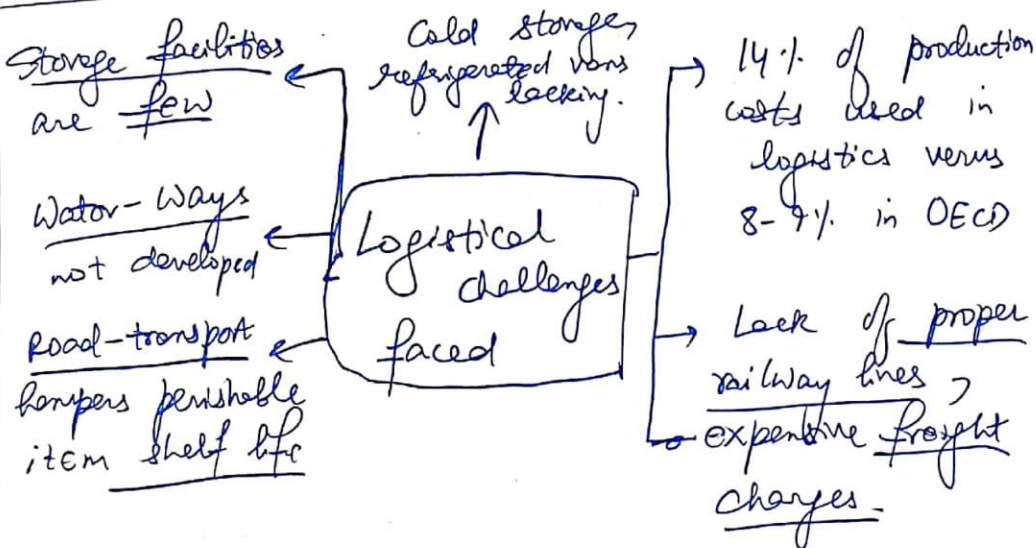 Storage facilities
are few
Water-Ways
not developed
Road-transport
hampers perishable
item shelf life
Cold storages,
refrigerated vans
lacking.
Logistical
challenges
faced
14% of production
costs used in
logistics versus
8-9% in OECD
Lack of proper
railway lines,
expensive freight
charges.